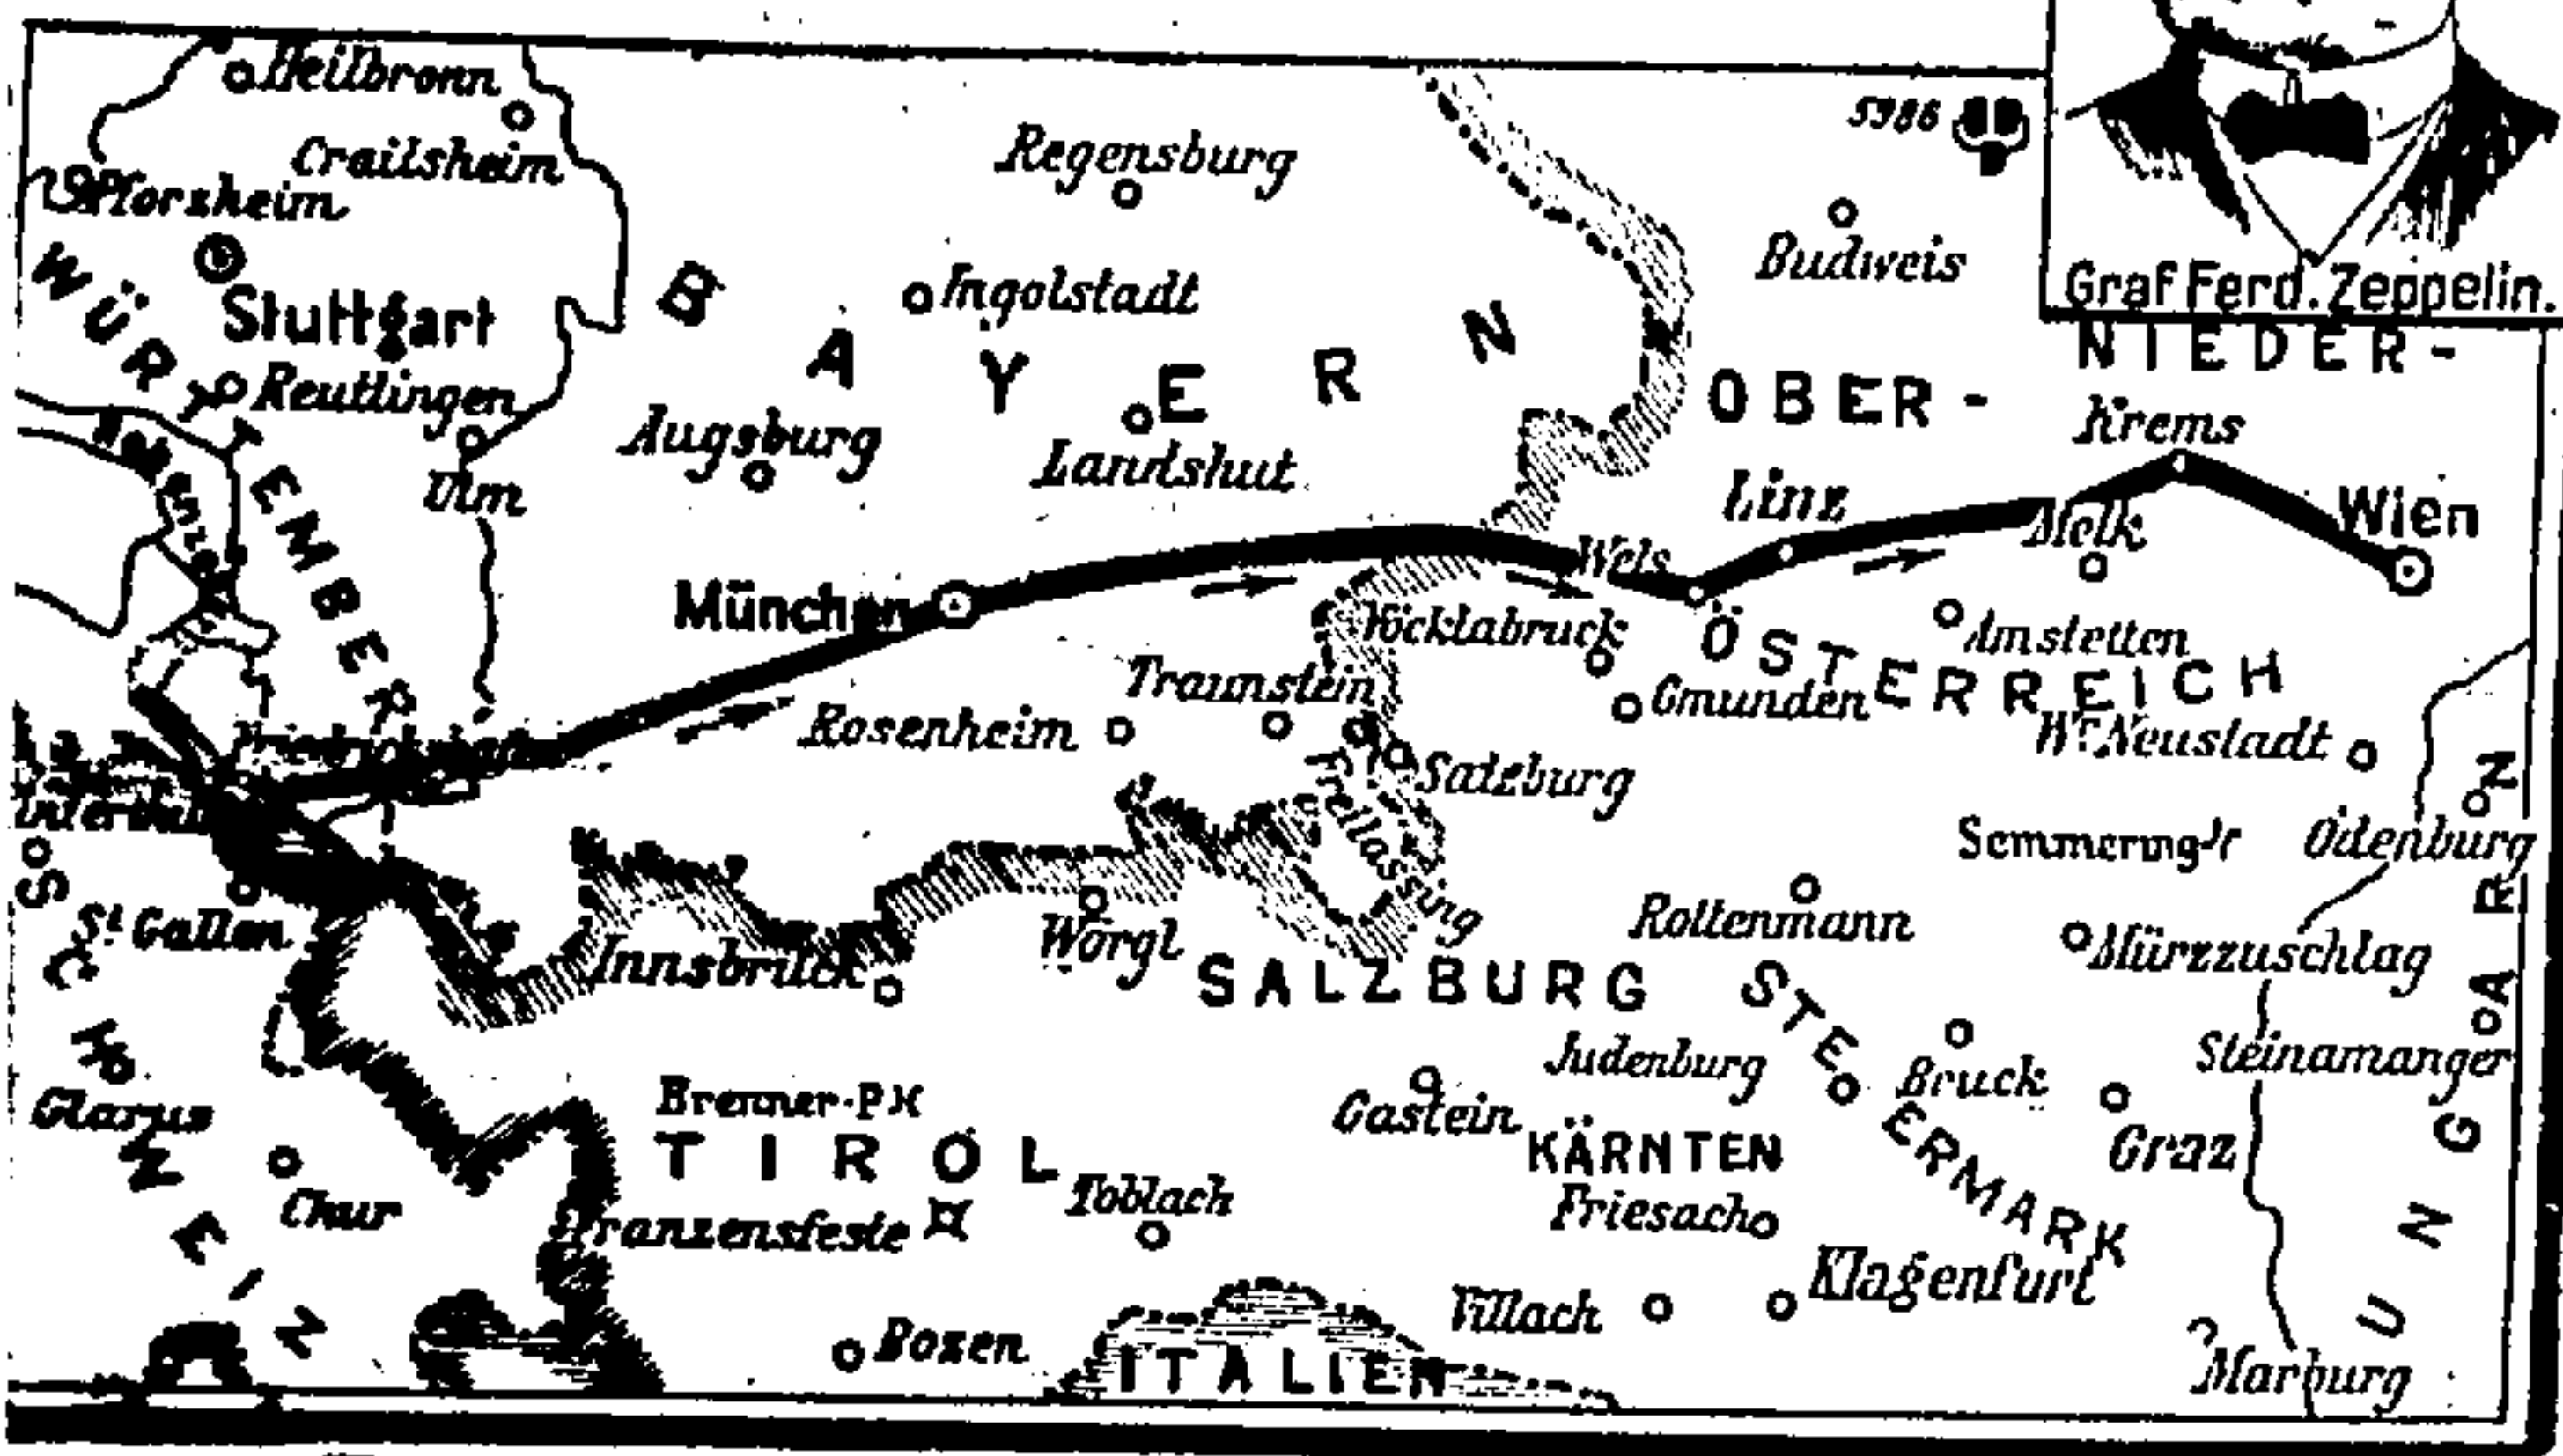 Heilbronn
Crailsheim
Pforzheim
Stuttgart
WÜRTTEMBERG
Reutlingen
Ulm
Regensburg
5986
Budweis
Graf Ferd. Zeppelin.
Ingolstadt
BAYERN
Augsburg
Landshut
NIEDER-
OBER-
Krems
Linz
Melk
Wien
Wels
München
Vöcklabruck
ÖSTERREICH
Amstetten
Traunstein
Rosenheim
Gmunden
Wr. Neustadt
Friedrichshafen
Salzburg
Freilassing
Semmering
Ödenburg
St. Gallen
Innsbruck
Wörgl
Rottenmann
Mürzzuschlag
SALZBURG
STEIERMARK
Judenburg
Bruck
Steinamanger
SCHWEIZ
Glarus
Brenner-P
TIROL
Gastein
KÄRNTEN
Graz
Chur
Franzensfeste
Toblach
Friesach
Klagenfurt
UNGARN
Villach
Bozen
ITALIEN
Marburg